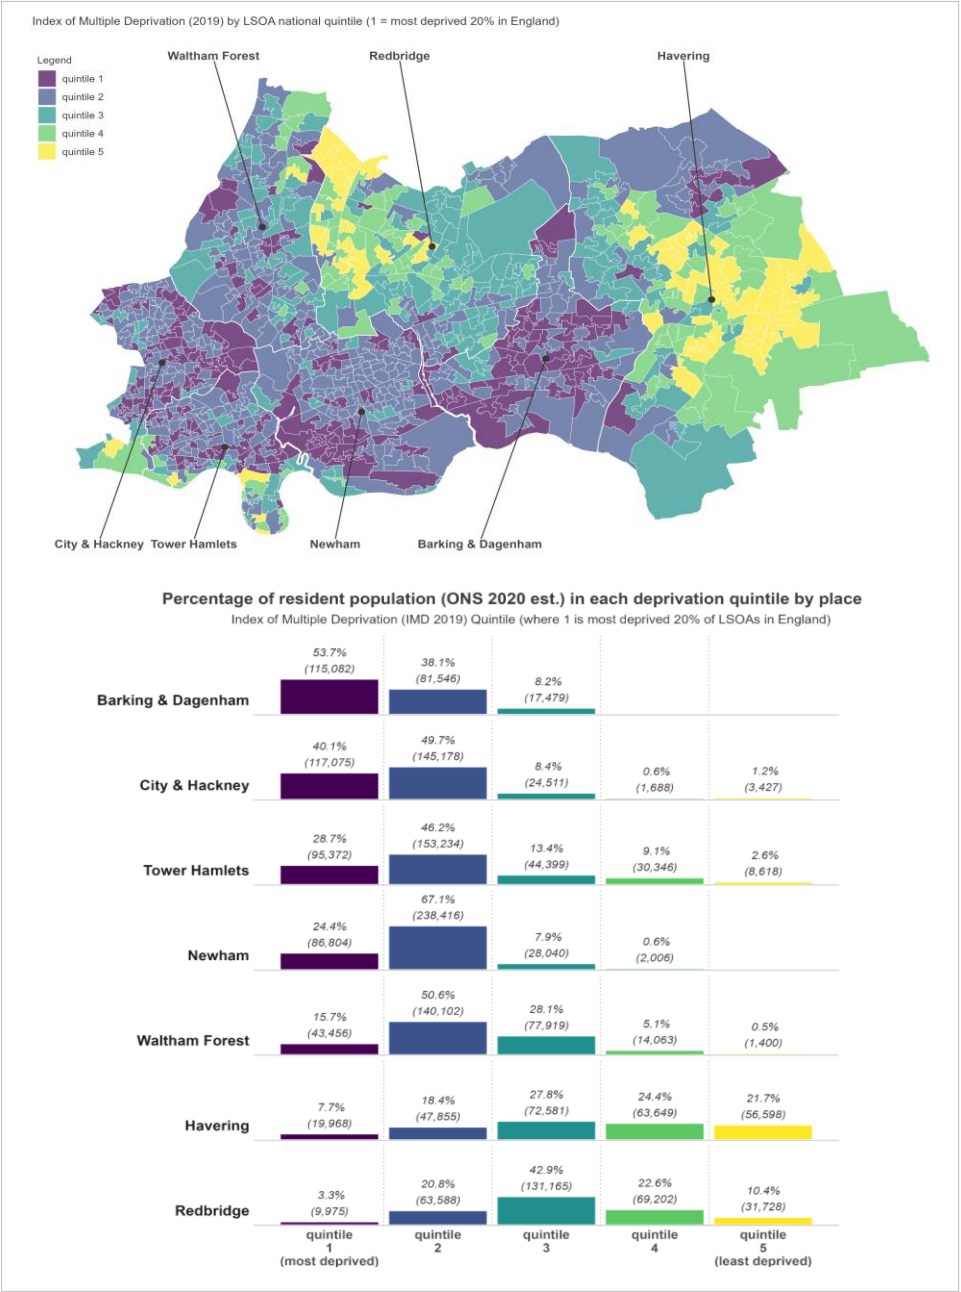 Index of Multiple Deprivation (2019) by LSOA national quintile (1 = most deprived 20% in England)
Waltham Forest
Redbridge
Havering
Legend
quintile 1
quintile 2
quintile 3
quintile 4
quintile 5
City & Hackney
Tower Hamlets
Newham
Barking & Dagenham
Percentage of resident population (ONS 2020 est.) in each deprivation quintile by place
Index of Multiple Deprivation (IMD 2019) Quintile (where 1 is most deprived 20% of LSOAs in England)
Barking & Dagenham
53.7%
(115,082)
38.1%
(81,546)
8.2%
(17,479)
City & Hackney
40.1%
(117,075)
49.7%
(145,178)
8.4%
(24,511)
0.6%
(1,688)
1.2%
(3,427)
Tower Hamlets
28.7%
(95,372)
46.2%
(153,234)
13.4%
(44,399)
9.1%
(30,346)
2.6%
(8,618)
Newham
24.4%
(86,804)
67.1%
(238,416)
7.9%
(28,040)
0.6%
(2,006)
Waltham Forest
15.7%
(43,456)
50.6%
(140,102)
28.1%
(77,919)
5.1%
(14,063)
0.5%
(1,400)
Havering
7.7%
(19,968)
18.4%
(47,855)
27.8%
(72,581)
24.4%
(63,649)
21.7%
(56,598)
Redbridge
3.3%
(9,975)
20.8%
(63,588)
42.9%
(131,165)
22.6%
(69,202)
10.4%
(31,728)
quintile
1
(most deprived)
quintile
2
quintile
3
quintile
4
quintile
5
(least deprived)